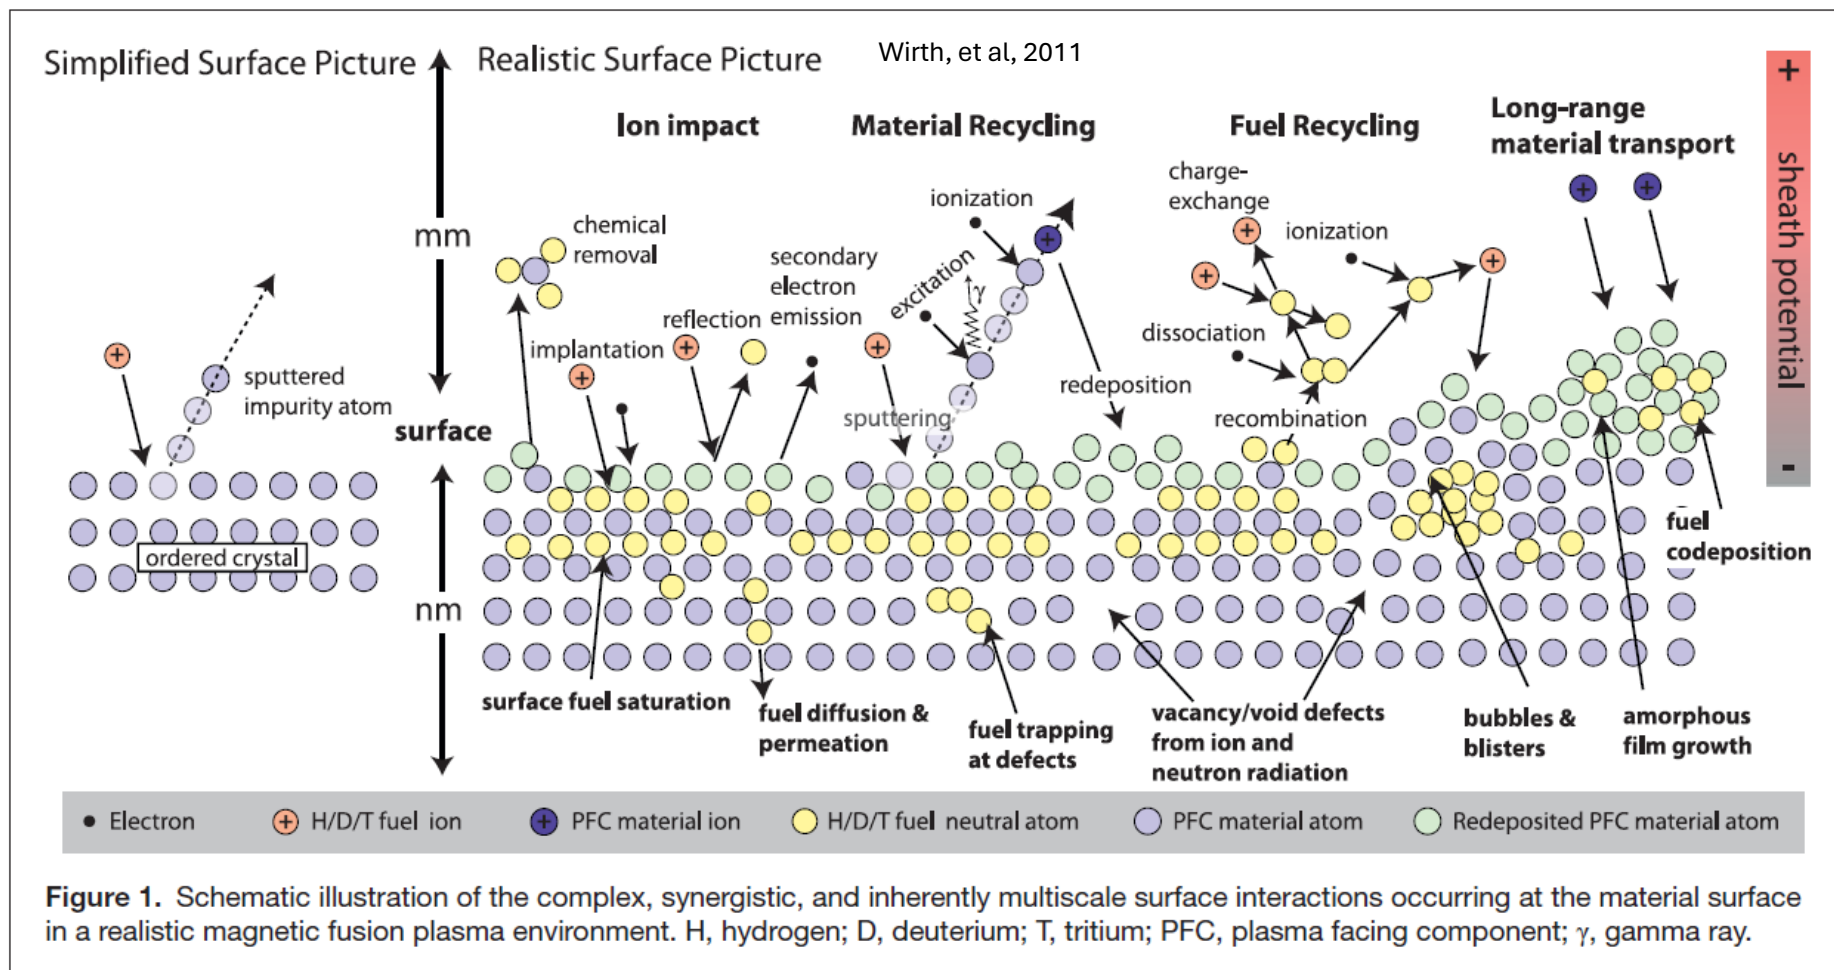 Simplified Surface Picture
Realistic Surface Picture
Wirth, et al, 2011
Ion impact
Material Recycling
Fuel Recycling
Long-range
material transport
+
sheath potential
-
mm
surface
nm
+
sputtered
impurity atom
ordered crystal
chemical
removal
implantation
+
reflection
+
secondary
electron
emission
+
sputtering
excitation
γ
ionization
+
redeposition
charge-
exchange
+
+
ionization
+
dissociation
recombination
+
+
surface fuel saturation
fuel diffusion &
permeation
fuel trapping
at defects
vacancy/void defects
from ion and
neutron radiation
bubbles &
blisters
amorphous
film growth
fuel
codeposition
Electron
+ H/D/T fuel ion
+ PFC material ion
H/D/T fuel neutral atom
PFC material atom
Redeposited PFC material atom
Figure 1. Schematic illustration of the complex, synergistic, and inherently multiscale surface interactions occurring at the material surface
in a realistic magnetic fusion plasma environment. H, hydrogen; D, deuterium; T, tritium; PFC, plasma facing component; γ, gamma ray.